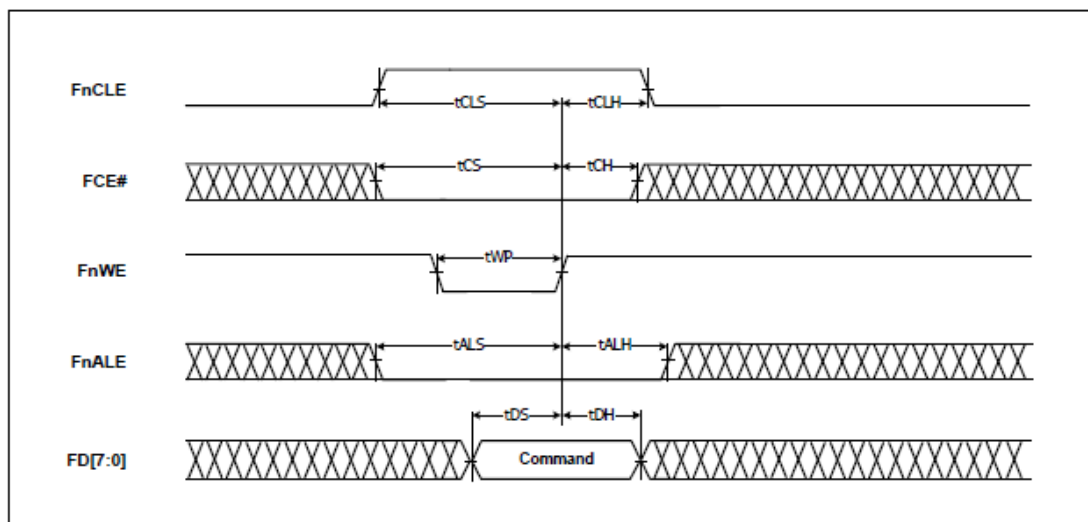 FnCLE
tCLS tCLH
FCE#
tCS tCH
FnWE
tWP
FnALE
tALS tALH
tDS tDH
FD[7:0]
Command